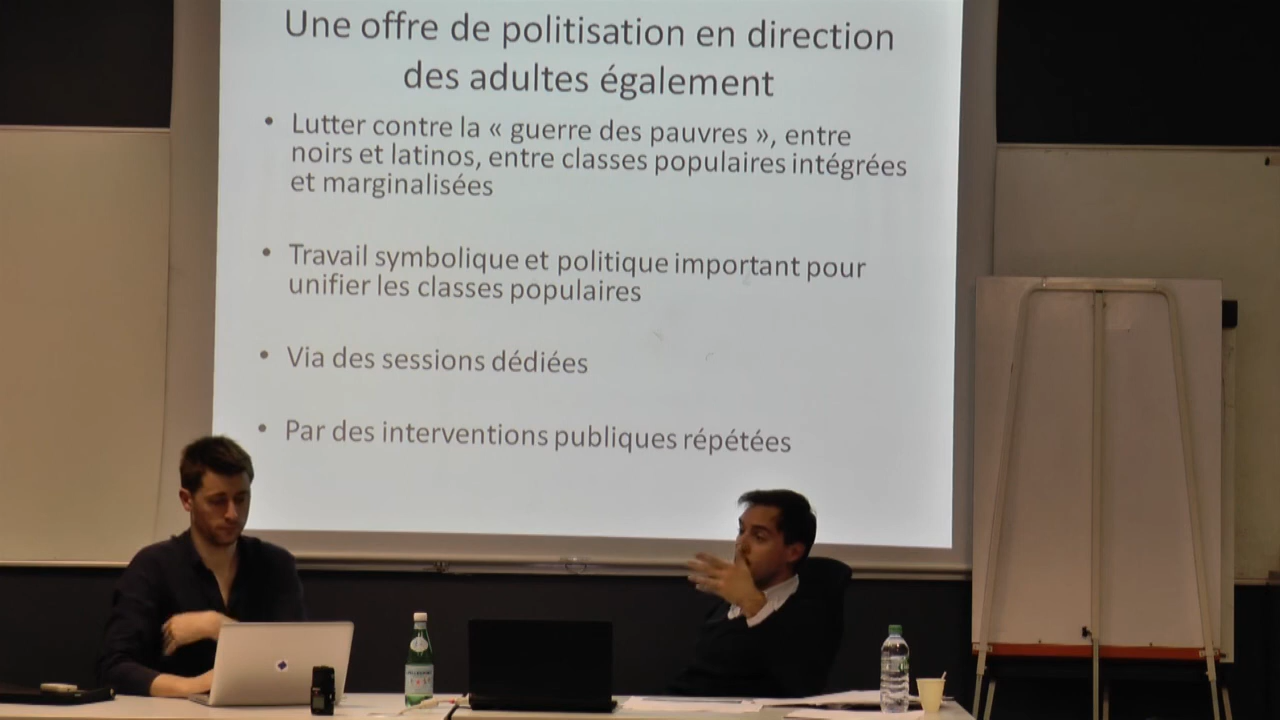 Une offre de politisation en direction
des adultes également
• Lutter contre la « guerre des pauvres », entre
noirs et latinos, entre classes populaires intégrées
et marginalisées
• Travail symbolique et politique important pour
unifier les classes populaires
• Via des sessions dédiées
• Par des interventions publiques répétées